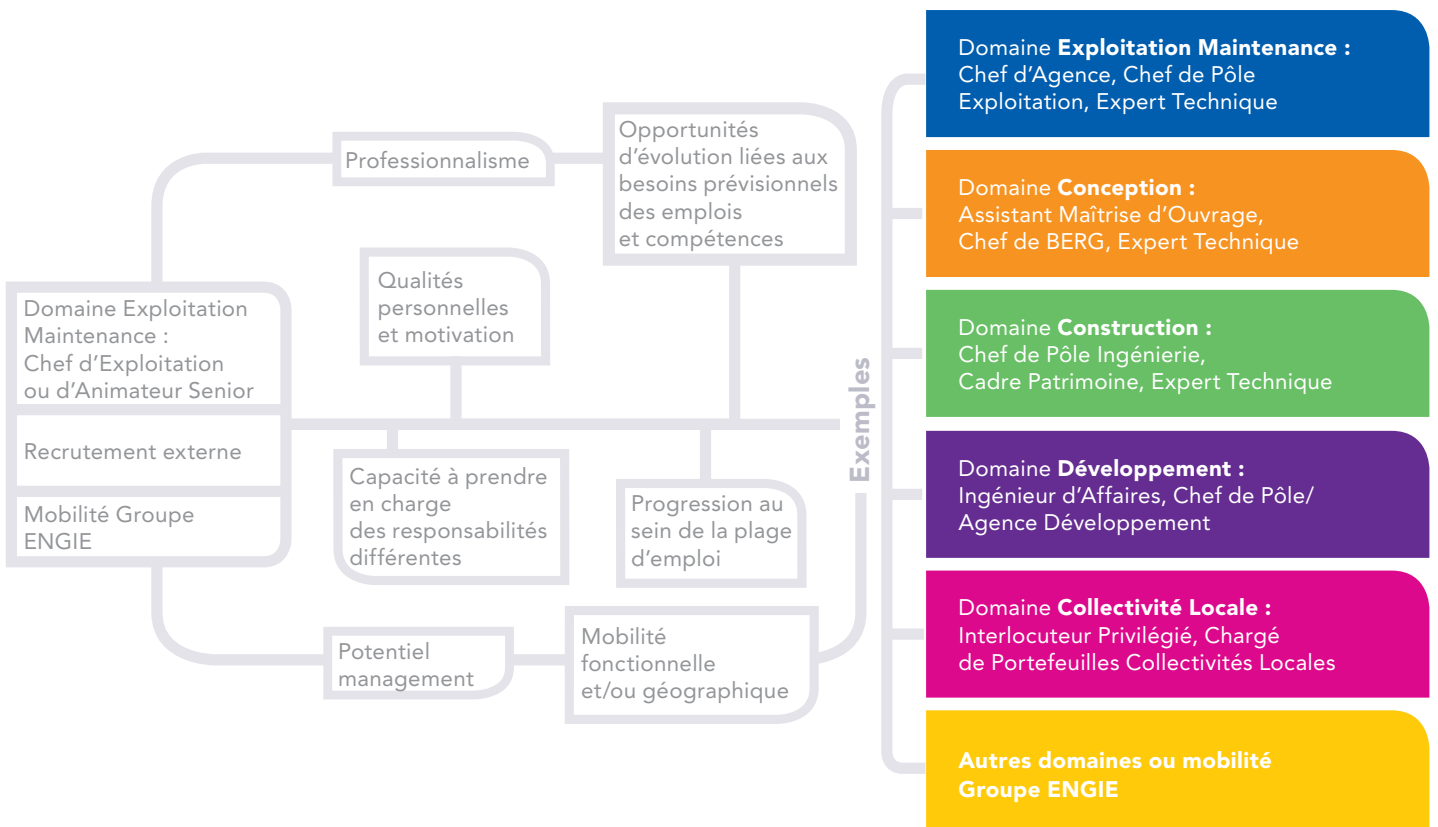 Domaine Exploitation
Maintenance :
Chef d'Exploitation
ou d'Animateur Senior
Recrutement externe
Mobilité Groupe
ENGIE
Professionnalisme
Opportunités
d'évolution liées aux
besoins prévisionnels
des emplois
et compétences
Qualités
personnelles
et motivation
Capacité à prendre
en charge
des responsabilités
différentes
Progression au
sein de la plage
d'emploi
Potentiel
management
Mobilité
fonctionnelle
et/ou géographique
Exemples
Domaine Exploitation Maintenance :
Chef d'Agence, Chef de Pôle
Exploitation, Expert Technique
Domaine Conception :
Assistant Maîtrise d'Ouvrage,
Chef de BERG, Expert Technique
Domaine Construction :
Chef de Pôle Ingénierie,
Cadre Patrimoine, Expert Technique
Domaine Développement :
Ingénieur d'Affaires, Chef de Pôle/
Agence Développement
Domaine Collectivité Locale :
Interlocuteur Privilégié, Chargé
de Portefeuilles Collectivités Locales
Autres domaines ou mobilité
Groupe ENGIE